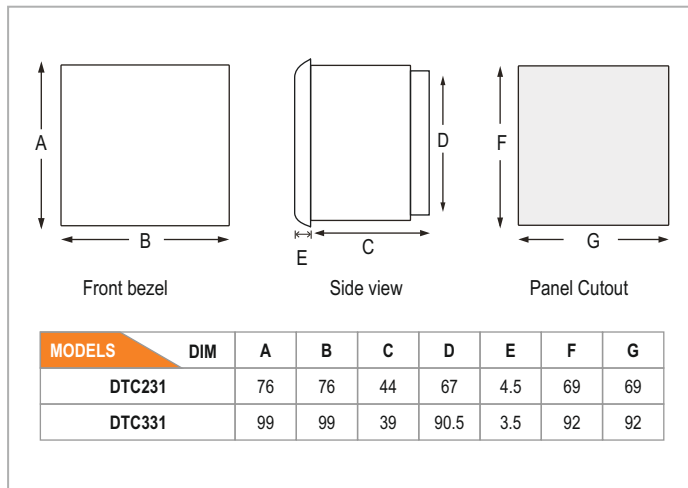 A
B
Front bezel
E
C
D
Side view
F
G
Panel Cutout
MODELS DIM A B C D E F G
DTC231 76 76 44 67 4.5 69 69
DTC331 99 99 39 90.5 3.5 92 92